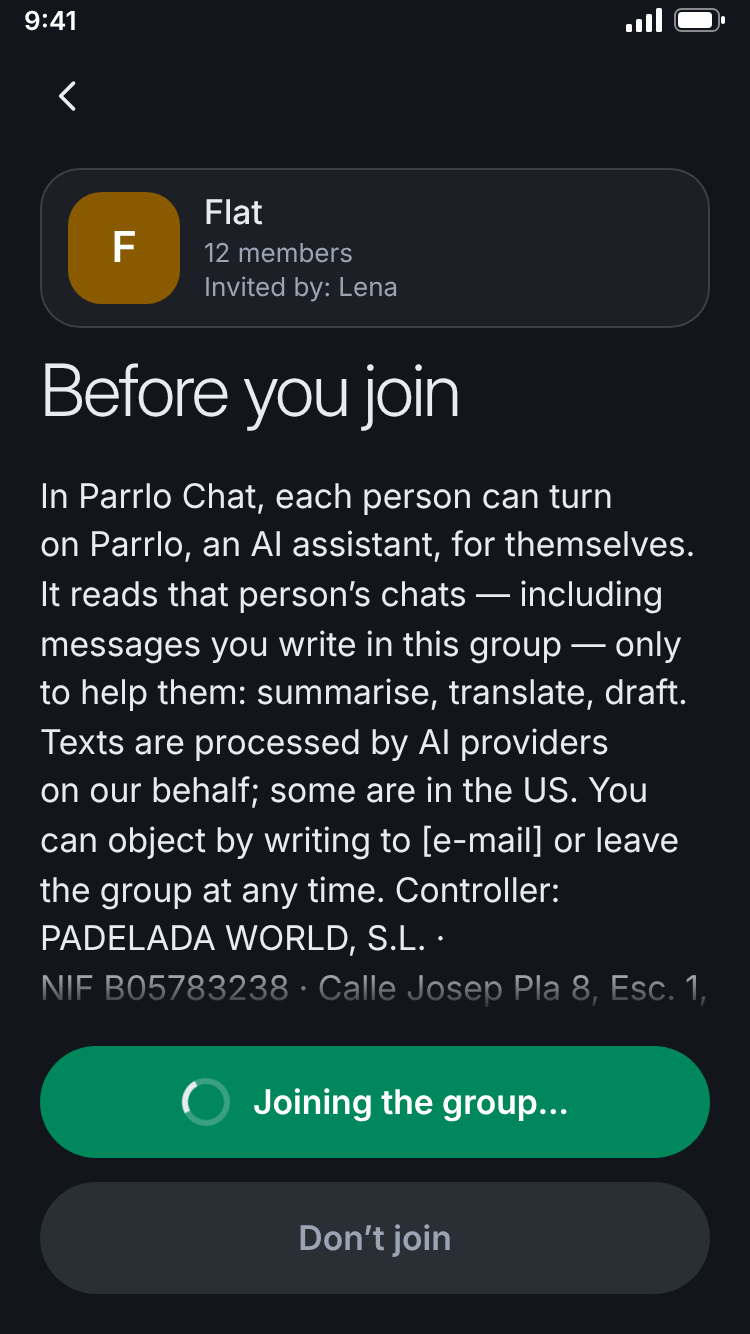 9:41
F
Flat
12 members
Invited by: Lena
Before you join
In Parrlo Chat, each person can turn
on Parrlo, an AI assistant, for themselves.
It reads that person’s chats — including
messages you write in this group — only
to help them: summarise, translate, draft.
Texts are processed by AI providers
on our behalf; some are in the US. You
can object by writing to [e-mail] or leave
the group at any time. Controller:
PADELADA WORLD, S.L. ·
NIF B05783238 · Calle Josep Pla 8, Esc. 1,
Joining the group…
Don’t join